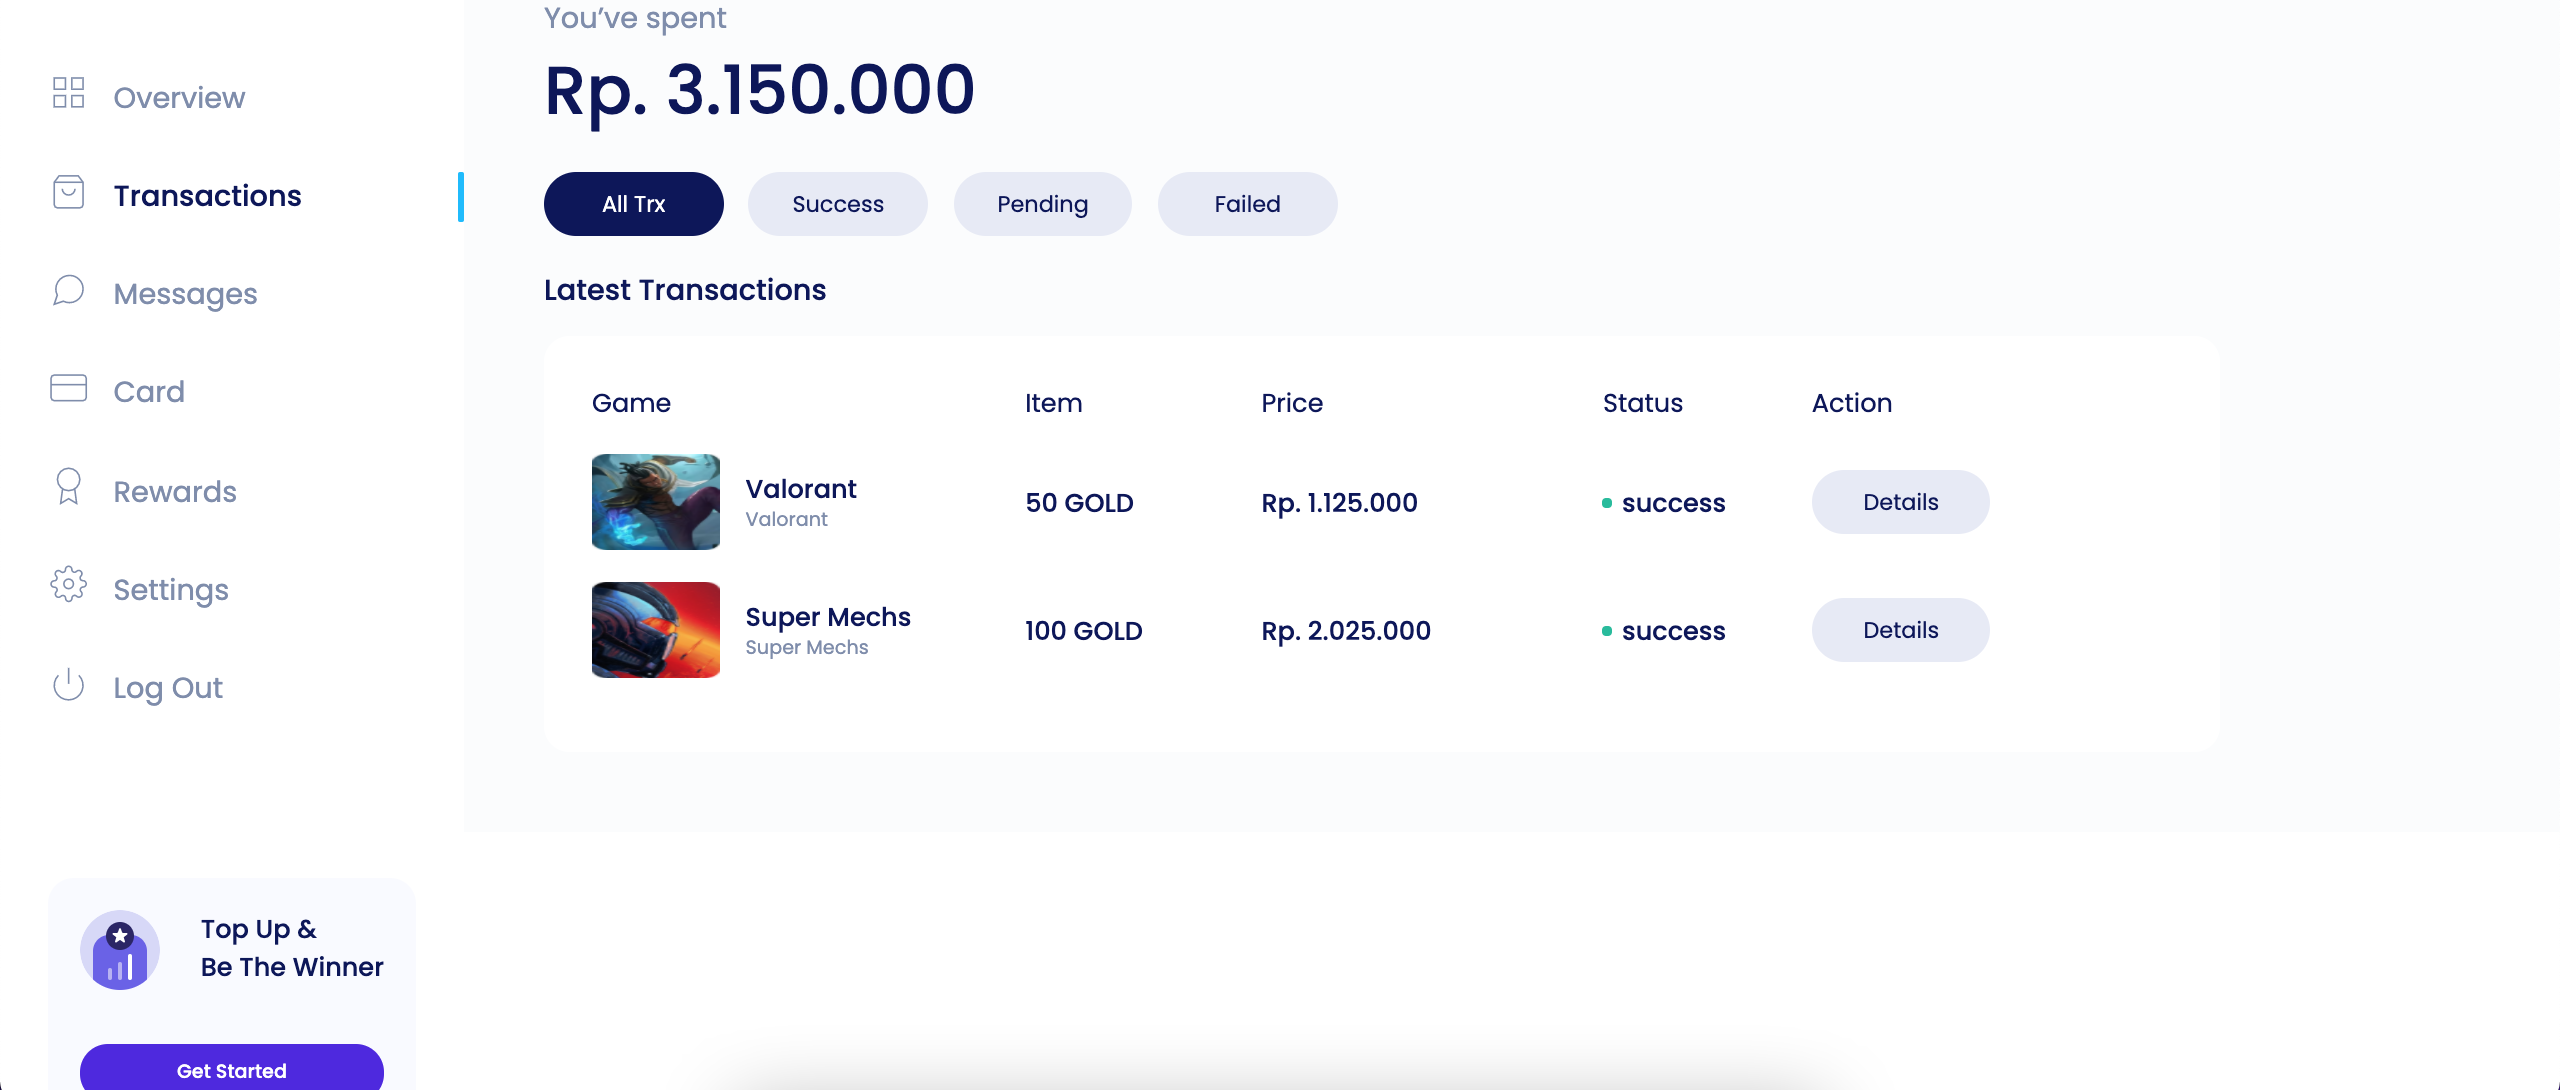 Overview
Transactions
Messages
Card
Rewards
Settings
Log Out
Top Up &
Be The Winner
Get Started
You’ve spent
Rp. 3.150.000
All Trx Success Pending Failed
Latest Transactions
Game Item Price Status Action
Valorant
Valorant
50 GOLD Rp. 1.125.000 success Details
Super Mechs
Super Mechs
100 GOLD Rp. 2.025.000 success Details